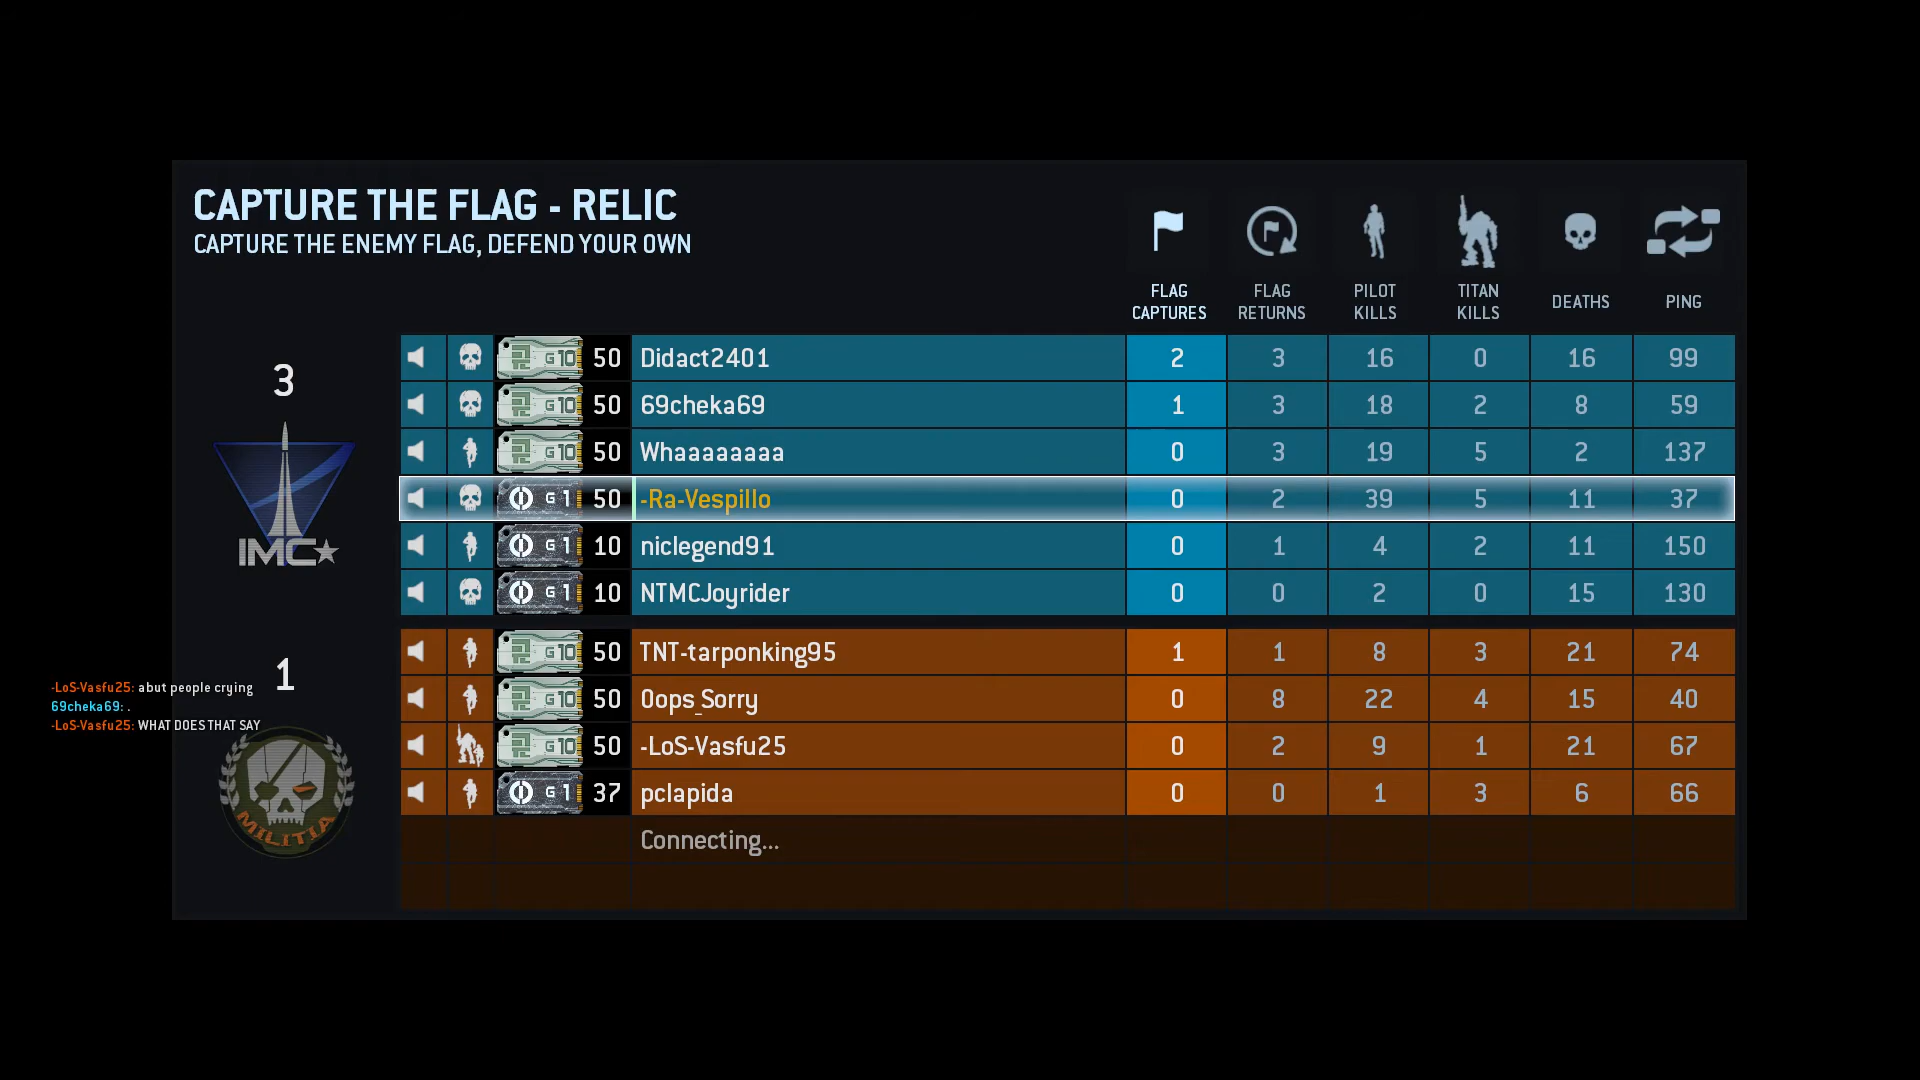 CAPTURE THE FLAG - RELIC
CAPTURE THE ENEMY FLAG, DEFEND YOUR OWN
FLAG CAPTURES FLAG RETURNS PILOT KILLS TITAN KILLS DEATHS PING
3
IMC
G10 50 Didact2401 2 3 16 0 16 99
G10 50 69cheka69 1 3 18 2 8 59
G10 50 Whaaaaaaaa 0 3 19 5 2 137
G1 50 -Ra-Vespillo 0 2 39 5 11 37
G1 10 niclegend91 0 1 4 2 11 150
G1 10 NTMCJoyrider 0 0 2 0 15 130
1
MILITIA
G10 50 TNT-tarponking95 1 1 8 3 21 74
G10 50 0ops_Sorry 0 8 22 4 15 40
G10 50 -LoS-Vasfu25 0 2 9 1 21 67
G1 37 pclapida 0 0 1 3 6 66
Connecting...
-LoS-Vasfu25: abut people crying
69cheka69: .
-LoS-Vasfu25: WHAT DOES THAT SAY